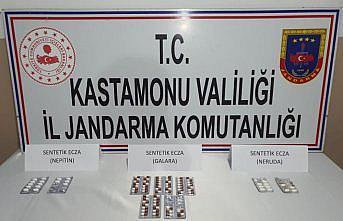 T.C.
KASTAMONU VALİLİĞİ
İL JANDARMA KOMUTANLIĞI
SENTETİK ECZA
(NEPİTİN)
SENTETİK ECZA
(GALARA)
SENTETİK ECZA
(NERUDA)